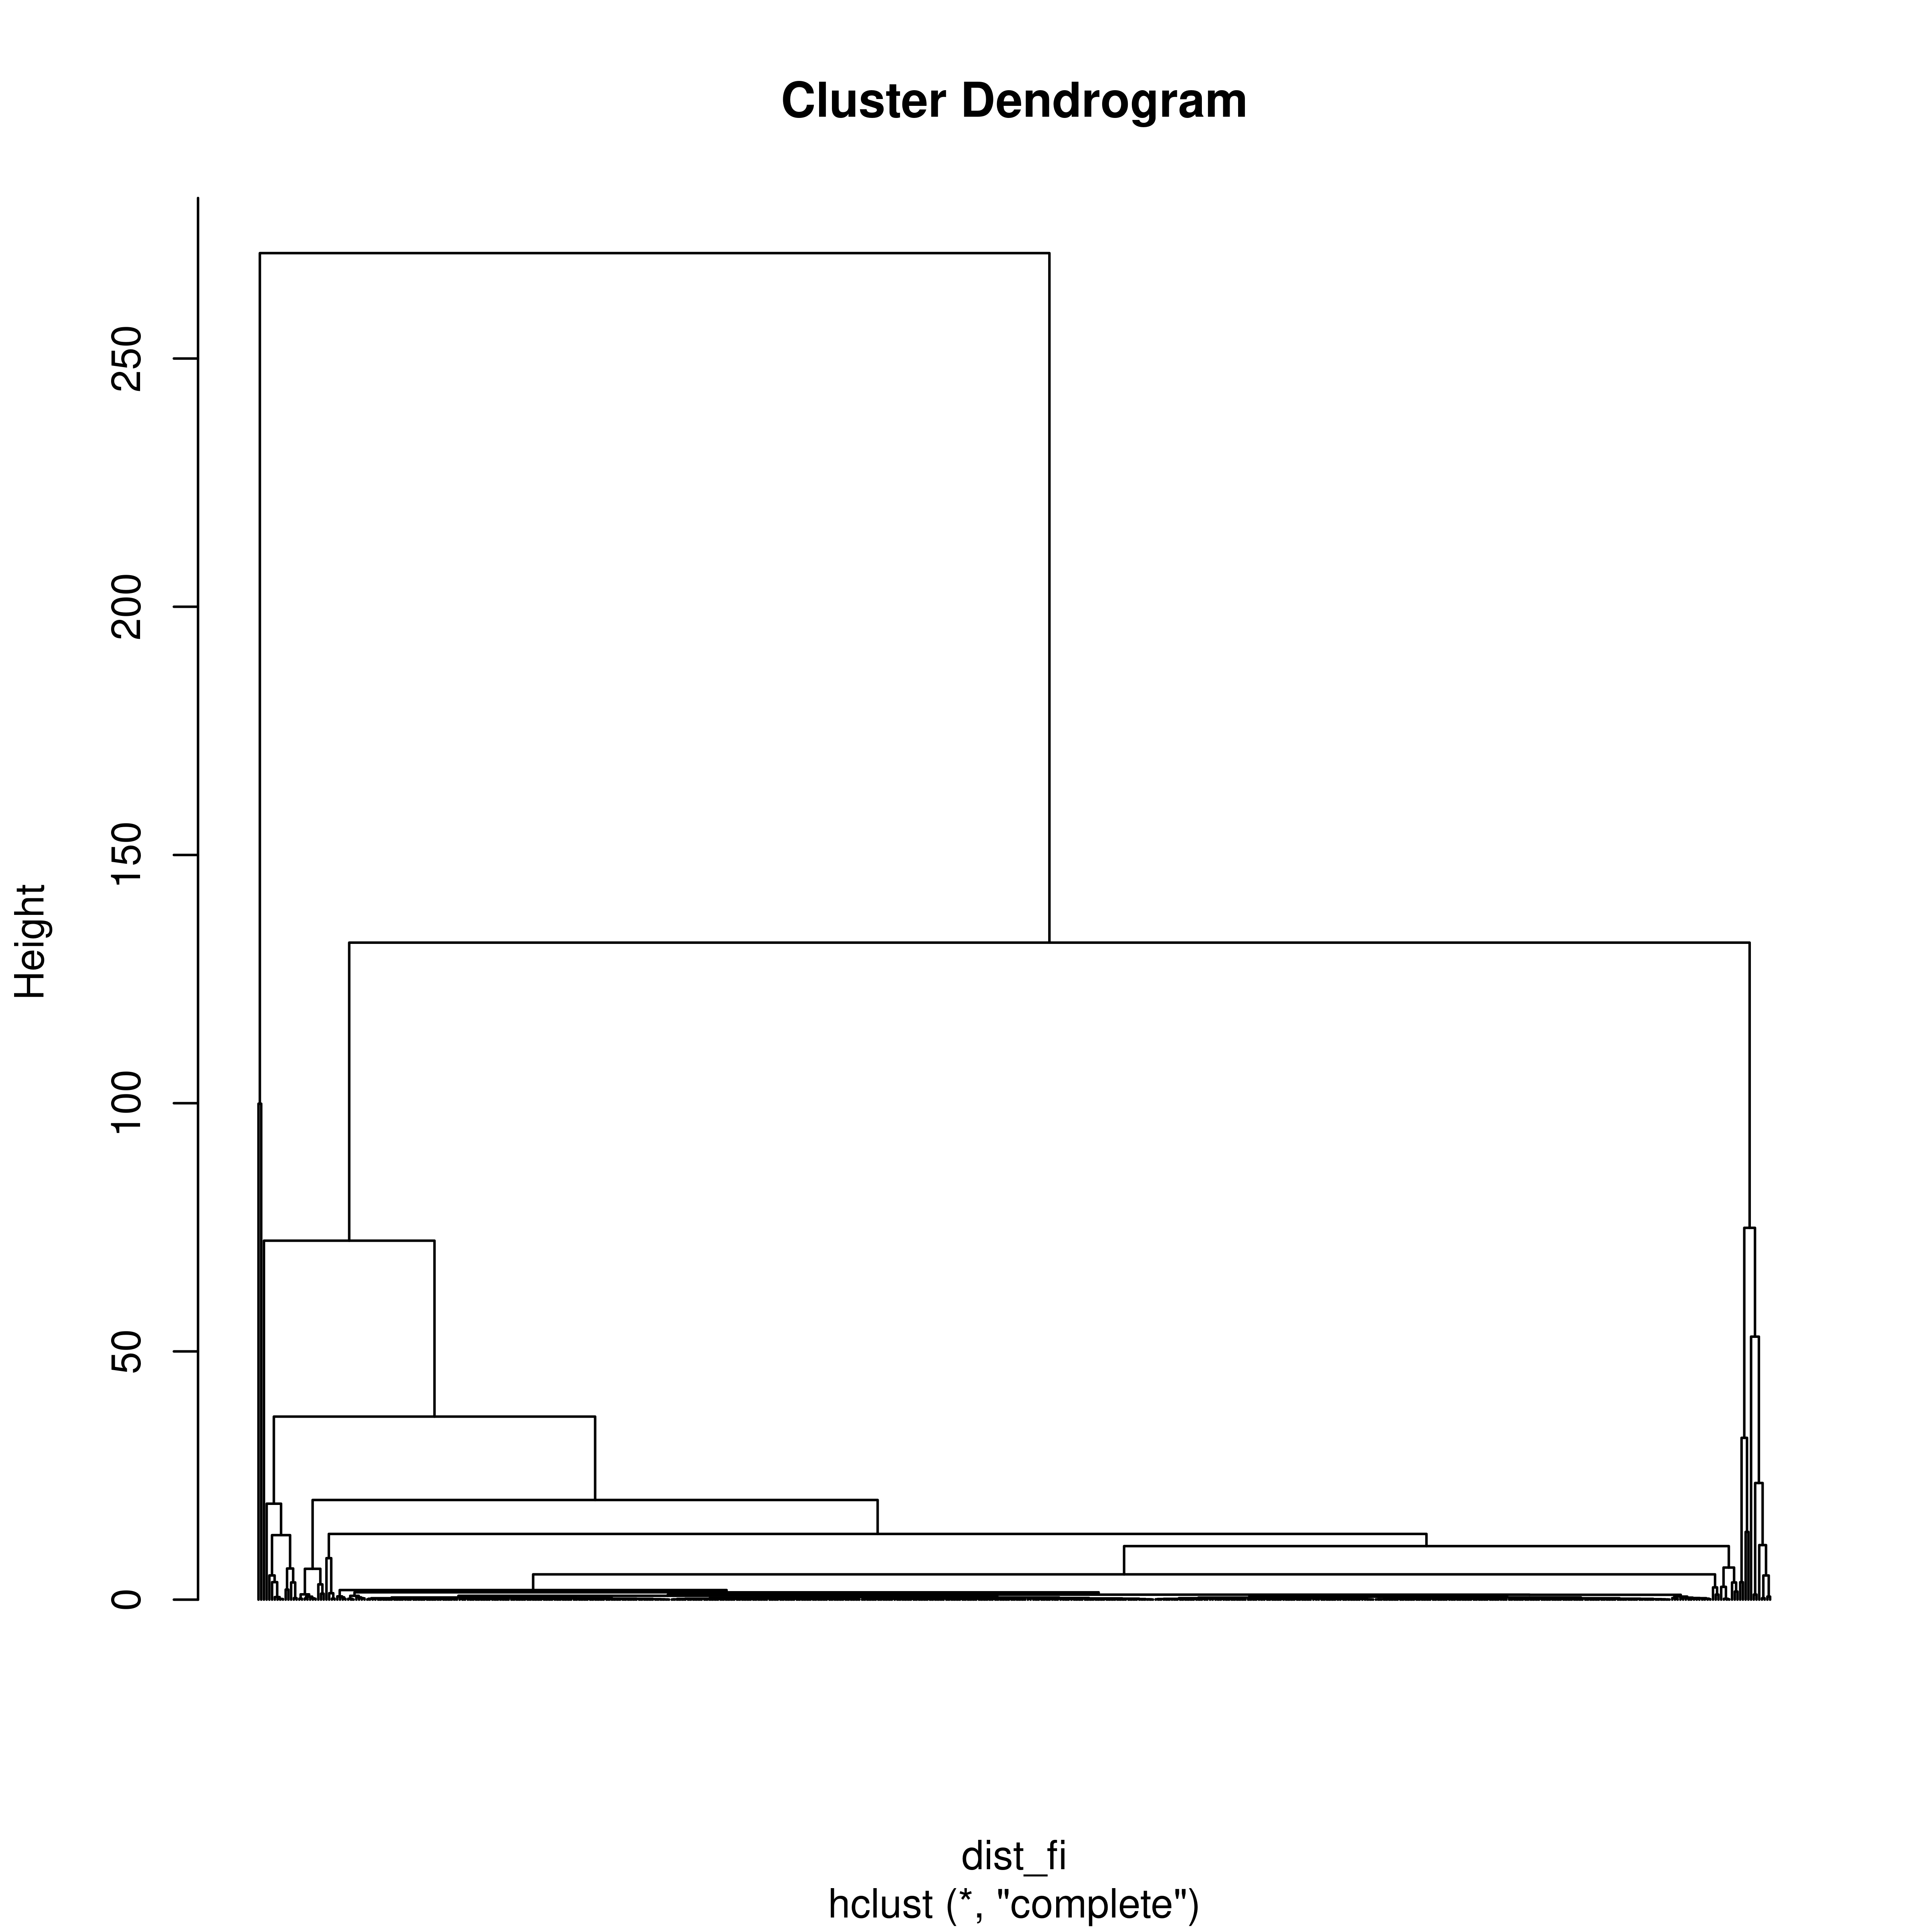 Cluster Dendrogram
Height
250
200
150
100
50
0
dist_fi
hclust (*, "complete")